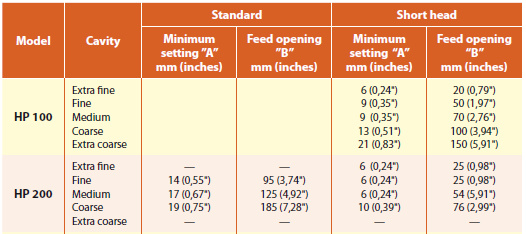 Standard Short head
Model Cavity Minimum setting "A" mm (inches) Feed opening "B" mm (inches) Minimum setting "A" mm (inches) Feed opening "B" mm (inches)
HP 100
Extra fine 6 (0,24") 20 (0,79")
Fine 9 (0,35") 50 (1,97")
Medium 9 (0,35") 70 (2,76")
Coarse 13 (0,51") 100 (3,94")
Extra coarse 21 (0,83") 150 (5,91")
HP 200
Extra fine — — 6 (0,24") 25 (0,98")
Fine 14 (0,55") 95 (3,74") 6 (0,24") 25 (0,98")
Medium 17 (0,67") 125 (4,92") 6 (0,24") 54 (5,91")
Coarse 19 (0,75") 185 (7,28") 10 (0,39") 76 (2,99")
Extra coarse — — — —